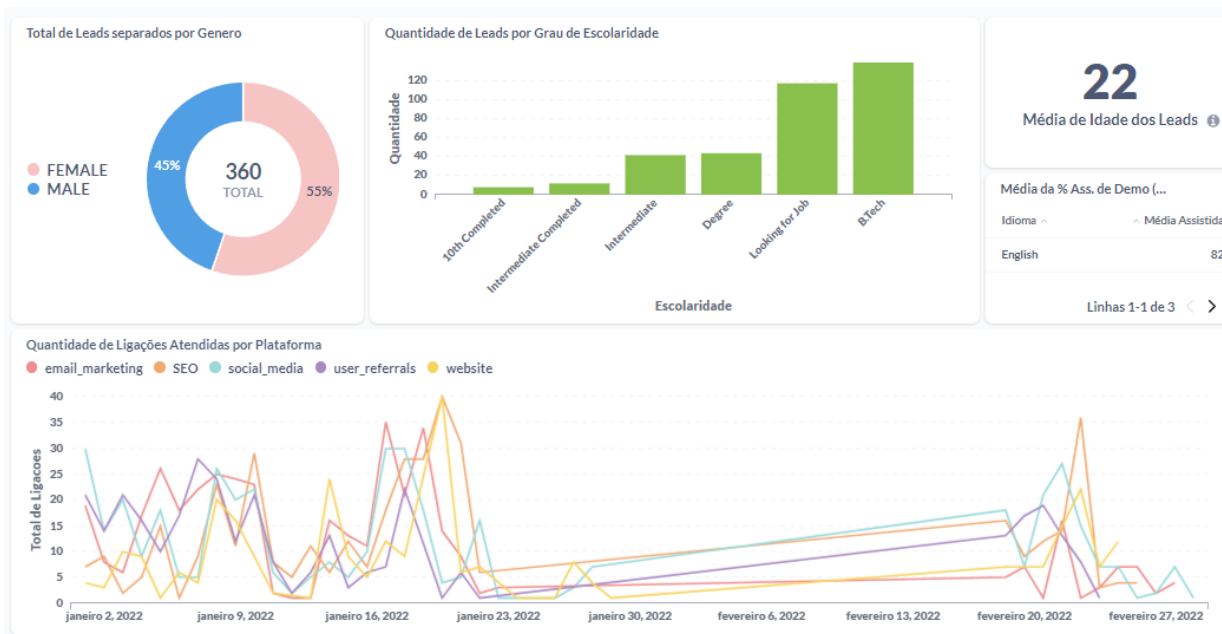 Total de Leads separados por Genero
FEMALE
MALE
45%
360
TOTAL
55%
Quantidade de Leads por Grau de Escolaridade
Quantidade
120
100
80
60
40
20
0
10th Completed
Intermediate Completed
Intermediate
Degree
Looking for Job
B.Tech
Escolaridade
22
Média de Idade dos Leads
Média da % Ass. de Demo (...
Idioma
Média Assistida
English
82
Linhas 1-1 de 3
Quantidade de Ligações Atendidas por Plataforma
email_marketing
SEO
social_media
user_referrals
website
Total de Ligacoes
40
35
30
25
20
15
10
5
0
janeiro 2, 2022
janeiro 9, 2022
janeiro 16, 2022
janeiro 23, 2022
janeiro 30, 2022
fevereiro 6, 2022
fevereiro 13, 2022
fevereiro 20, 2022
fevereiro 27, 2022